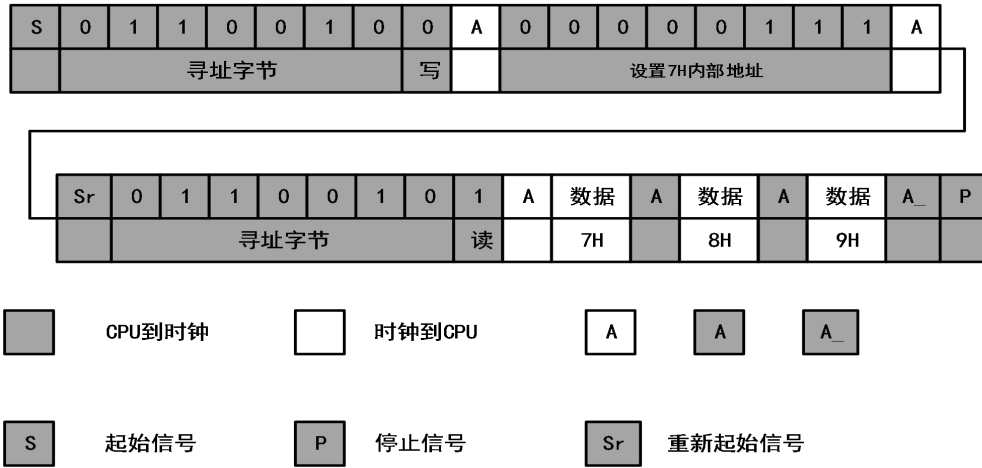 S 0 1 1 0 0 1 0 0 A 0 0 0 0 0 1 1 1 A
寻址字节 写 设置7H内部地址
Sr 0 1 1 0 0 1 0 1 A 数据 A 数据 A 数据 A_ P
寻址字节 读 7H 8H 9H
CPU到时钟 时钟到CPU A A A_
S 起始信号 P 停止信号 Sr 重新起始信号